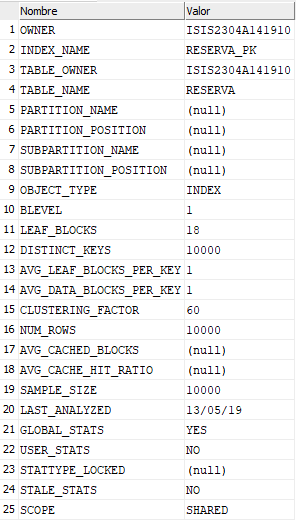 Nombre Valor
1 OWNER ISIS2304A141910
2 INDEX_NAME RESERVA_PK
3 TABLE_OWNER ISIS2304A141910
4 TABLE_NAME RESERVA
5 PARTITION_NAME (null)
6 PARTITION_POSITION (null)
7 SUBPARTITION_NAME (null)
8 SUBPARTITION_POSITION (null)
9 OBJECT_TYPE INDEX
10 BLEVEL 1
11 LEAF_BLOCKS 18
12 DISTINCT_KEYS 10000
13 AVG_LEAF_BLOCKS_PER_KEY 1
14 AVG_DATA_BLOCKS_PER_KEY 1
15 CLUSTERING_FACTOR 60
16 NUM_ROWS 10000
17 AVG_CACHED_BLOCKS (null)
18 AVG_CACHE_HIT_RATIO (null)
19 SAMPLE_SIZE 10000
20 LAST_ANALYZED 13/05/19
21 GLOBAL_STATS YES
22 USER_STATS NO
23 STATTYPE_LOCKED (null)
24 STALE_STATS NO
25 SCOPE SHARED